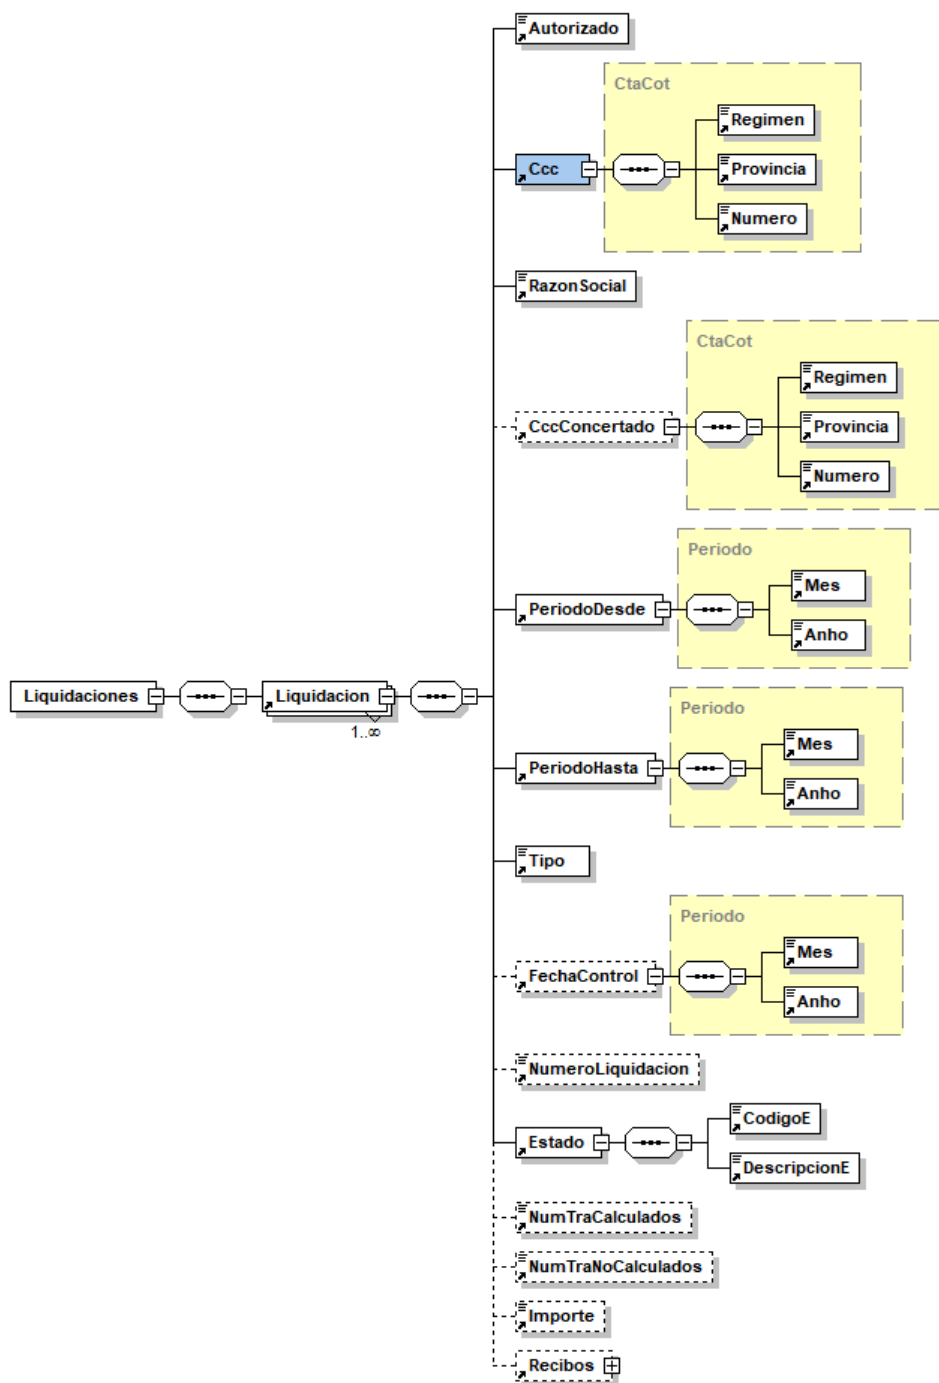 Autorizado
CtaCot
Regimen
Ccc
Provincia
Numero
RazonSocial
CtaCot
Regimen
CccConcertado
Provincia
Numero
Periodo
Mes
PeriodoDesde
Anho
Liquidaciones
Liquidacion
1..∞
Periodo
Mes
PeriodoHasta
Anho
Tipo
Periodo
Mes
FechaControl
Anho
NumeroLiquidacion
CodigoE
Estado
DescripcionE
NumTraCalculados
NumTraNoCalculados
Importe
Recibos